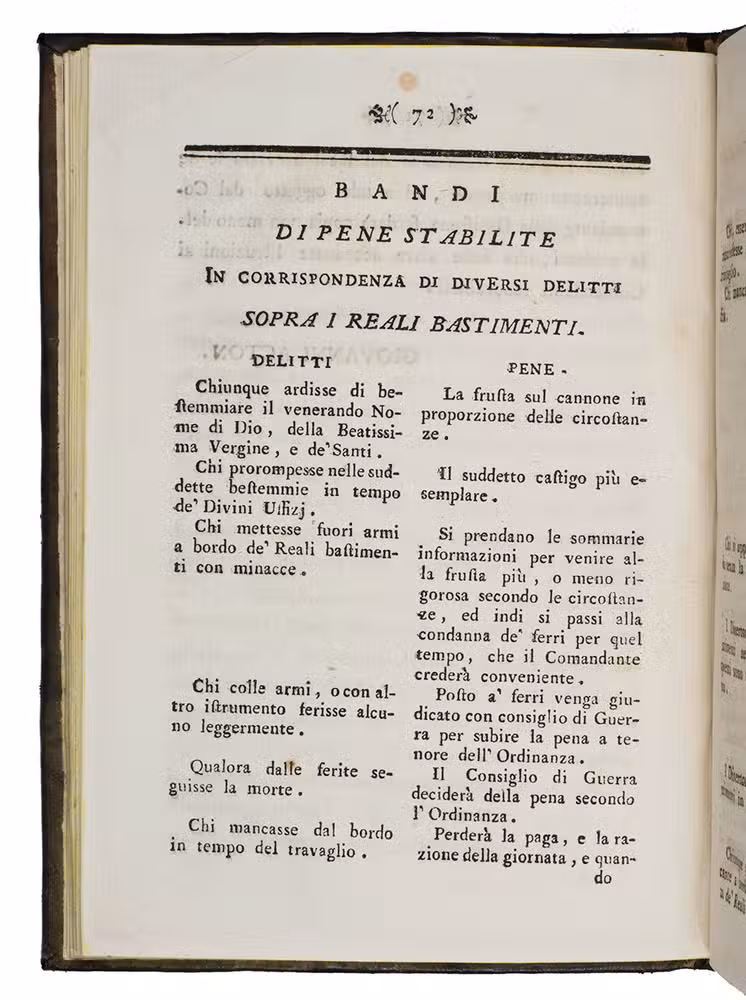 ( 72 )
BANDI
DI PENE STABILITE
IN CORRISPONDENZA DI DIVERSI DELITTI
SOPRA I REALI BASTIMENTI.
DELITTI
Chiunque ardisse di be-
ſtemmiare il venerando No-
me di Dio, della Beatissi-
ma Vergine, e de' Santi.
Chi prorompesse nelle sud-
dette beſtemmie in tempo
de' Divini Uffizj.
Chi mettesse fuori armi
a bordo de' Reali baſtimen-
ti con minacce.
Chi colle armi, o con al-
tro iſtrumento ferisse alcu-
no leggermente.
Qualora dalle ferite se-
guisse la morte.
Chi mancasse dal bordo
in tempo del travaglio.
PENE.
La fruſta sul cannone in
proporzione delle circoſtan-
ze.
Il suddetto caſtigo più e-
semplare.
Si prendano le sommarie
informazioni per venire al-
la fruſta più, o meno ri-
gorosa secondo le circoſtan-
ze, ed indi si passi alla
condanna de' ferri per quel
tempo, che il Comandante
crederà conveniente.
Poſto a' ferri venga giu-
dicato con consiglio di Guer-
ra per subire la pena a te-
nore dell' Ordinanza.
Il Consiglio di Guerra
deciderà della pena secondo
l' Ordinanza.
Perderà la paga, e la ra-
zione della giornata, e quan-
do